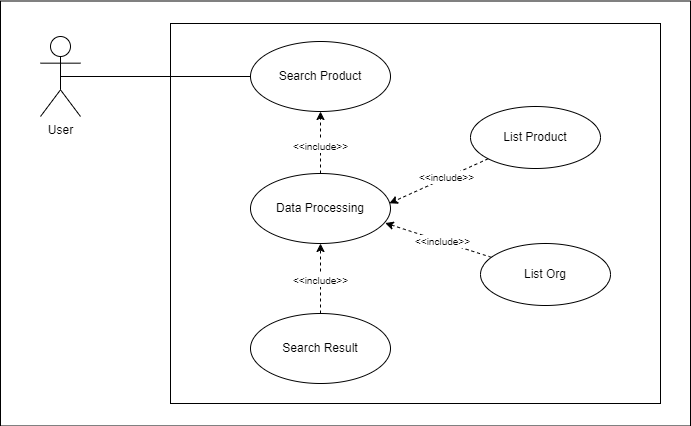 Search Product
User
List Product
<<include>>
<<include>>
Data Processing
<<include>>
List Org
<<include>>
Search Result